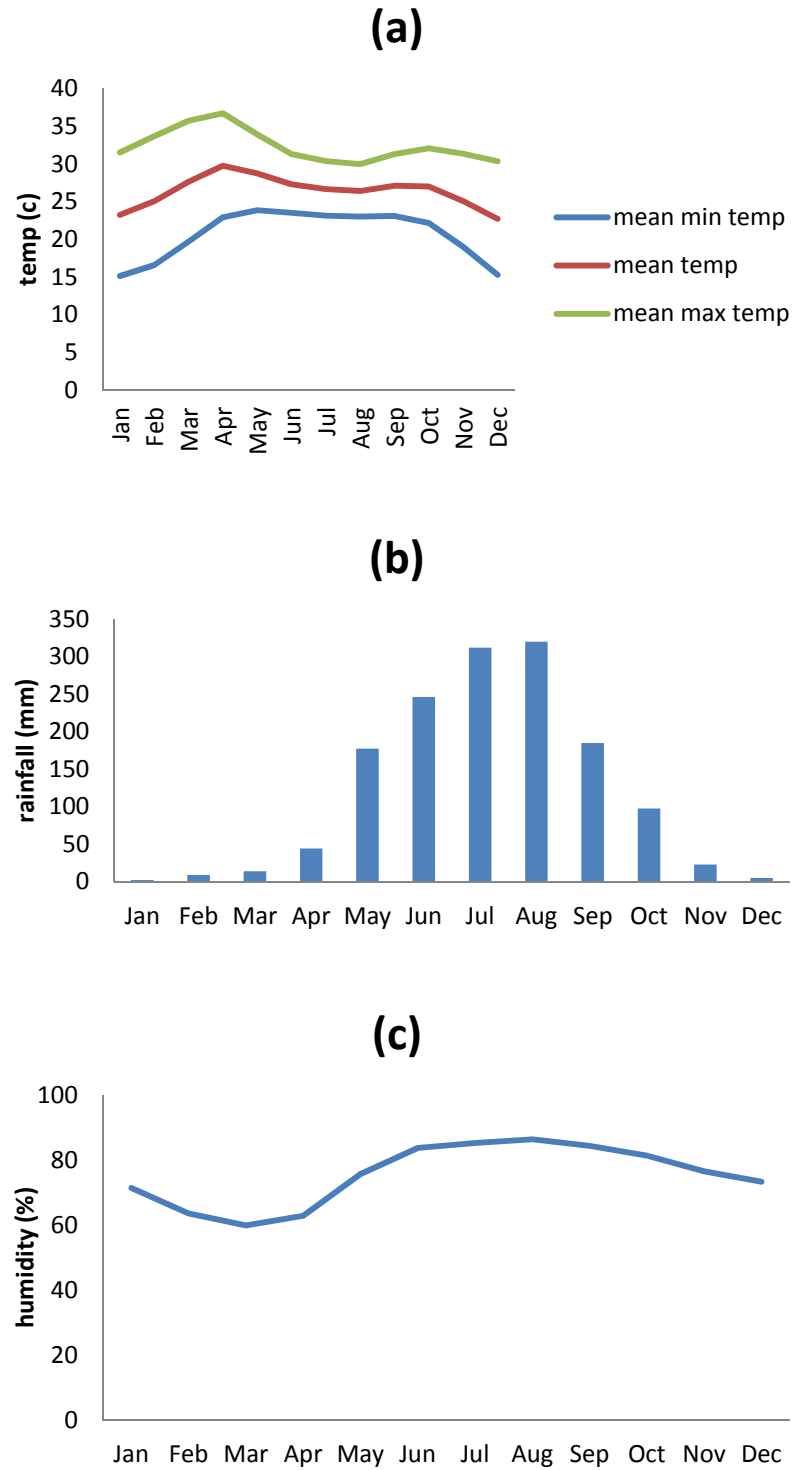 (a)
temp (c)
40
35
30
25
20
15
10
5
0
Jan
Feb
Mar
Apr
May
Jun
Jul
Aug
Sep
Oct
Nov
Dec
mean min temp
mean temp
mean max temp
(b)
rainfall (mm)
350
300
250
200
150
100
50
0
Jan Feb Mar Apr May Jun Jul Aug Sep Oct Nov Dec
(c)
humidity (%)
100
80
60
40
20
0
Jan Feb Mar Apr May Jun Jul Aug Sep Oct Nov Dec